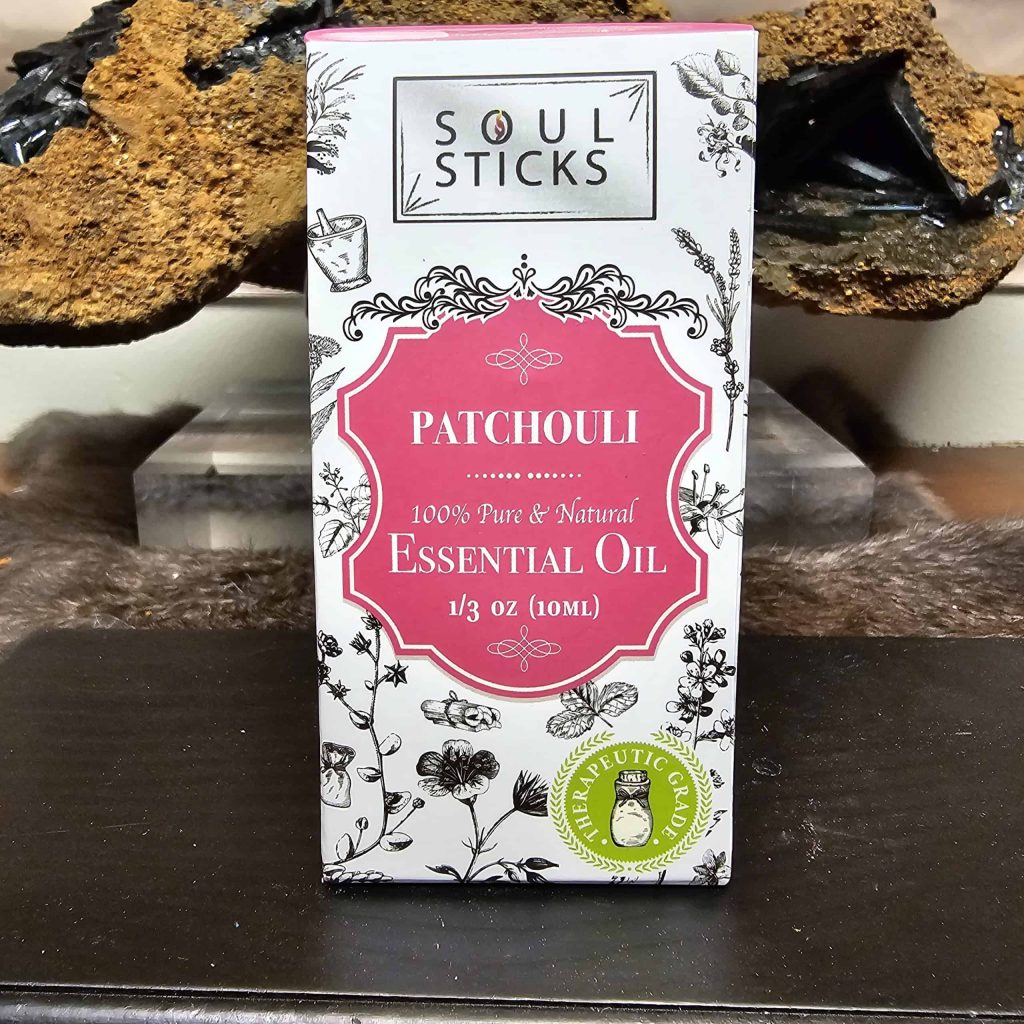 SOUL
STICKS
PATCHOULI
100% Pure & Natural
ESSENTIAL OIL
1/3 OZ (10ML)
THERAPEUTIC GRADE